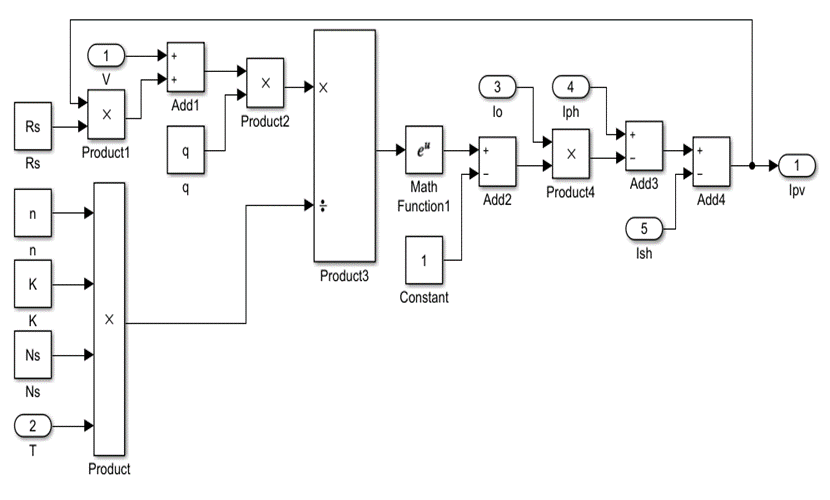 1
V
+
+
Add1
×
Product2
Rs
Rs
×
Product1
q
q
×
÷
Product3
e^u
Math
Function1
1
Constant
+
−
Add2
3
Io
×
Product4
4
Iph
+
−
Add3
+
−
Add4
5
Ish
1
Ipv
n
n
K
K
Ns
Ns
2
T
×
Product